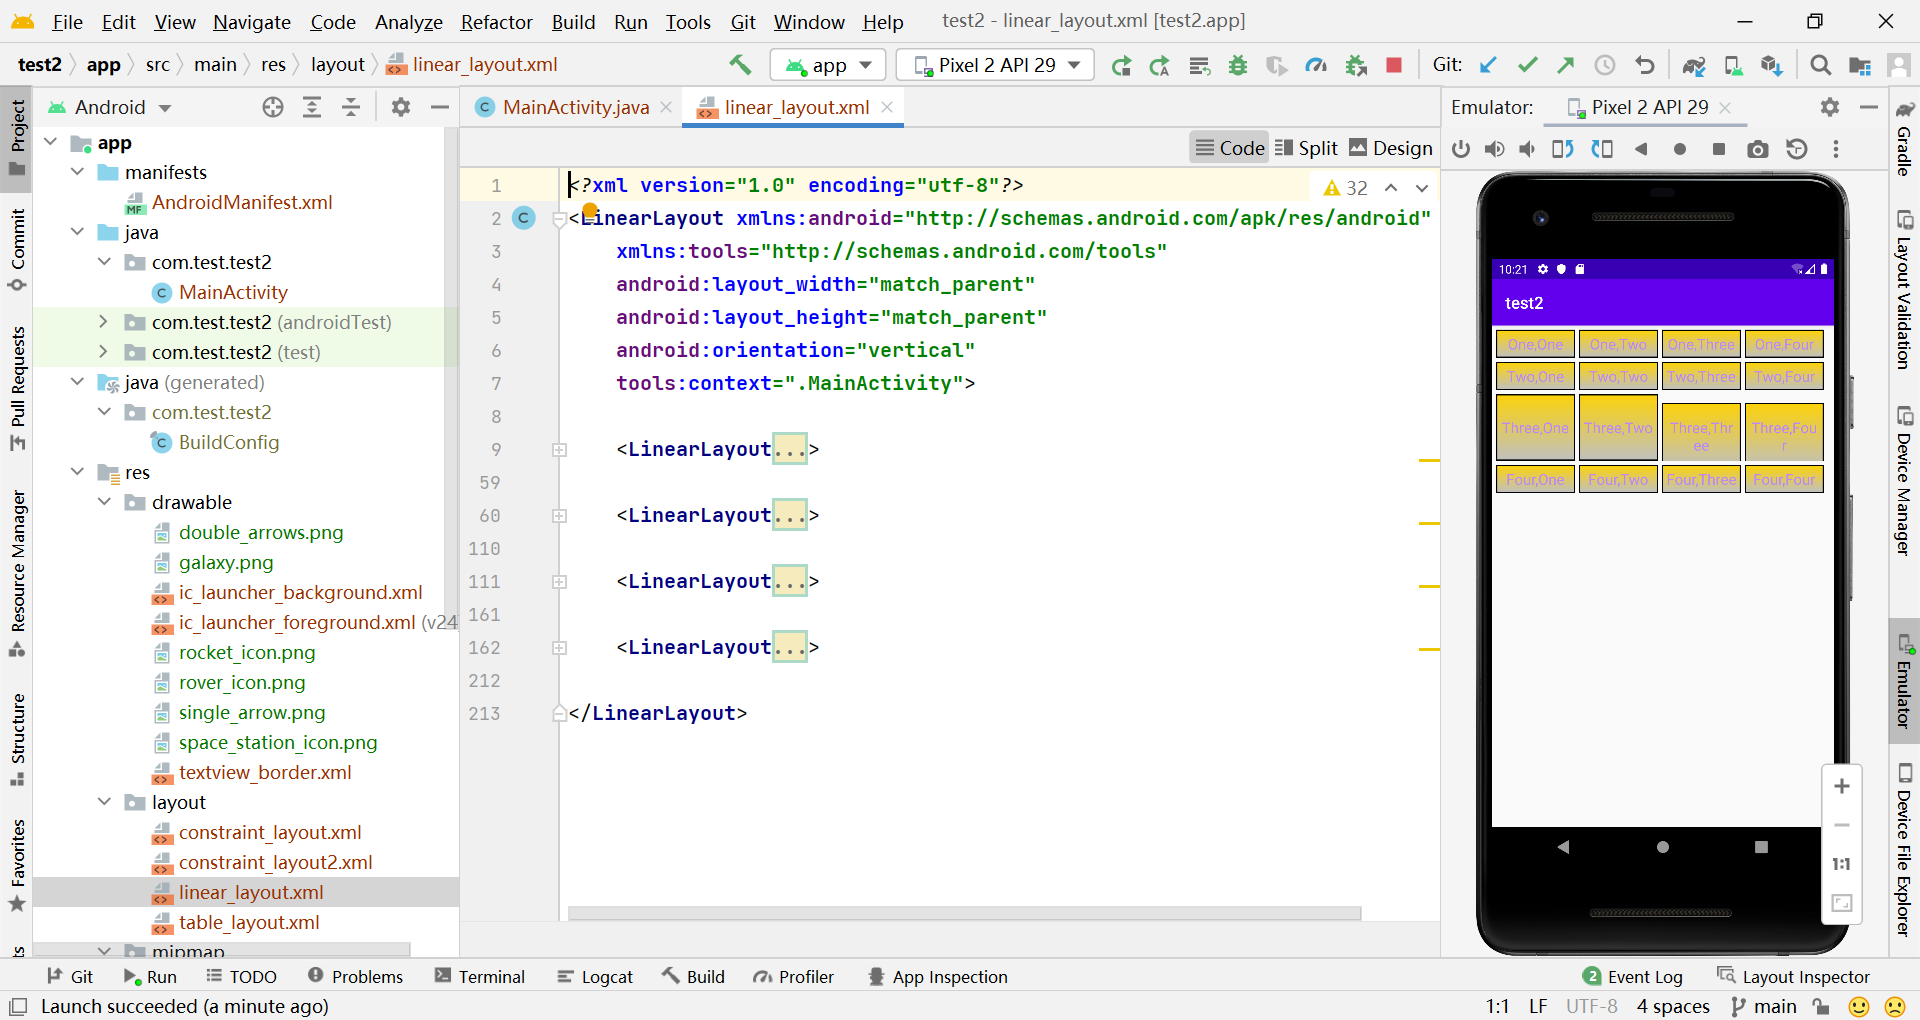 File Edit View Navigate Code Analyze Refactor Build Run Tools Git Window Help test2 - linear_layout.xml [test2.app]
test2 app src main res layout linear_layout.xml app Pixel 2 API 29 Git:
Android MainActivity.java linear_layout.xml Emulator: Pixel 2 API 29
Code Split Design
Project
Commit
Pull Requests
Resource Manager
Structure
Favorites
app
manifests
AndroidManifest.xml
java
com.test.test2
MainActivity
com.test.test2 (androidTest)
com.test.test2 (test)
java (generated)
com.test.test2
BuildConfig
res
drawable
double_arrows.png
galaxy.png
ic_launcher_background.xml
ic_launcher_foreground.xml (v24
rocket_icon.png
rover_icon.png
single_arrow.png
space_station_icon.png
textview_border.xml
layout
constraint_layout.xml
constraint_layout2.xml
linear_layout.xml
table_layout.xml
mipmap
1 <?xml version="1.0" encoding="utf-8"?> 32
2 <LinearLayout xmlns:android="http://schemas.android.com/apk/res/android"
3 xmlns:tools="http://schemas.android.com/tools"
4 android:layout_width="match_parent"
5 android:layout_height="match_parent"
6 android:orientation="vertical"
7 tools:context=".MainActivity">
8
9 <LinearLayout...>
59
60 <LinearLayout...>
110
111 <LinearLayout...>
161
162 <LinearLayout...>
212
213 </LinearLayout>
10:21
test2
One,One One,Two One,Three One,Four
Two,One Two,Two Two,Three Two,Four
Three,One Three,Two Three,Three Three,Four
Four,One Four,Two Four,Three Four,Four
1:1
Gradle
Layout Validation
Device Manager
Emulator
Device File Explorer
Git Run TODO Problems Terminal Logcat Build Profiler App Inspection 2 Event Log Layout Inspector
Launch succeeded (a minute ago) 1:1 LF UTF-8 4 spaces main